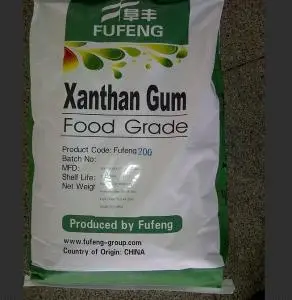 阜丰
FUFENG
Xanthan Gum
Food Grade
Product Code: Fufeng 200
Batch No:
MFD:
Shelf Life:
Net Weigt
Produced by Fufeng
www.fufeng-group.com
Country of Origin: CHINA